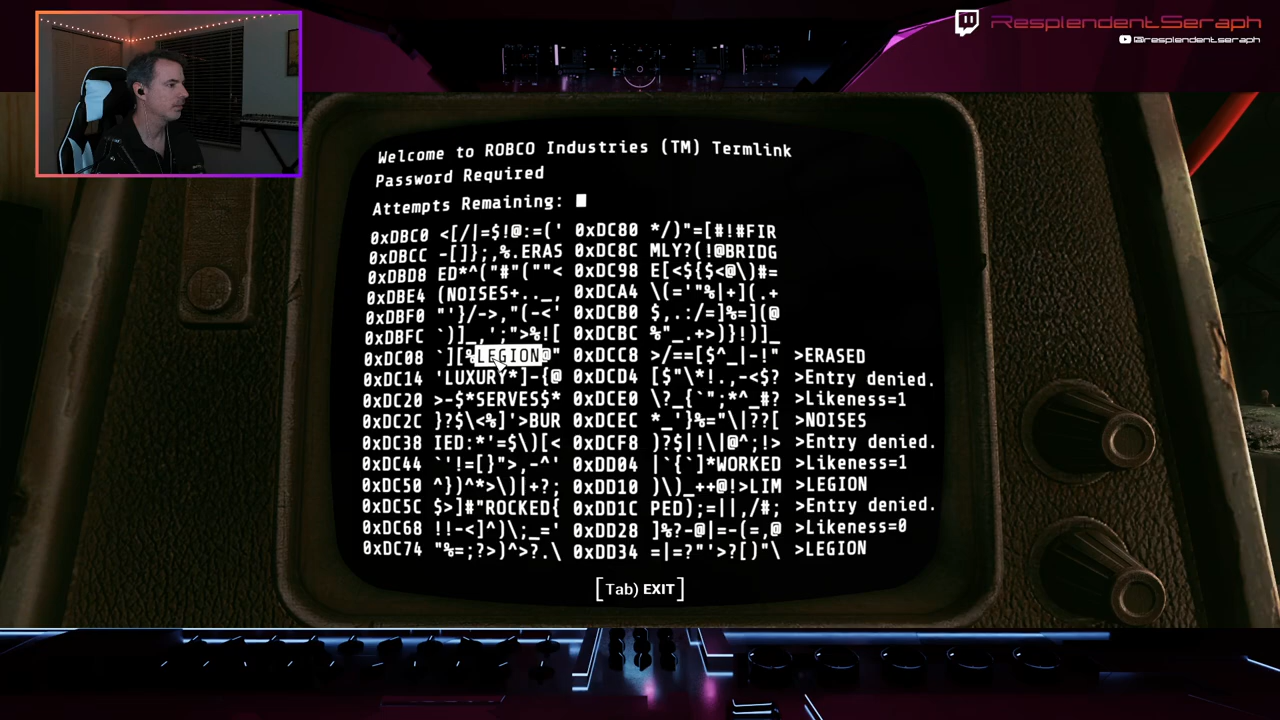 ResplendentSeraph
@resplendentseraph
Welcome to ROBCO Industries (TM) Termlink
Password Required
Attempts Remaining:
0xDBC0 <[/|=$!@:=(' 0xDC80 */)"=[#!#FIR
0xDBCC -[]};,%.ERAS 0xDC8C MLY?(!@BRIDG
0xDBD8 ED*^("#"(""< 0xDC98 E[<${$<@\)#=
0xDBE4 (NOISES+.._, 0xDCA4 \(='"%|+](.+
0xDBF0 "'}/->,"(-<' 0xDCB0 $,.:/=]%=](@
0xDBFC `)]_,';">%![ 0xDCBC %"_.+>)}!)]_
0xDC08 `][%LEGION@" 0xDCC8 >/==[$^_|-!" >ERASED
0xDC14 'LUXURY*]-{@ 0xDCD4 [$"\*!.,-<$? >Entry denied.
0xDC20 >-$*SERVES$* 0xDCE0 \?_{`";*^_#? >Likeness=1
0xDC2C }?$\<%]'>BUR 0xDCEC *_'}%="\|??[ >NOISES
0xDC38 IED:*'=$\)[< 0xDCF8 )?$|!\|@^;!> >Entry denied.
0xDC44 `'!=[}">,-^' 0xDD04 |`{`]*WORKED >Likeness=1
0xDC50 ^})^*>\)|+?; 0xDD10 )\)_++@!>LIM >LEGION
0xDC5C $>]#"ROCKED{ 0xDD1C PED);=||,/#; >Entry denied.
0xDC68 !!-<]^)\;_=' 0xDD28 ]%?-@|=-(=,@ >Likeness=0
0xDC74 "%=;?>)^>?.\ 0xDD34 =|=?"'>?[)"\ >LEGION
[Tab) EXIT]